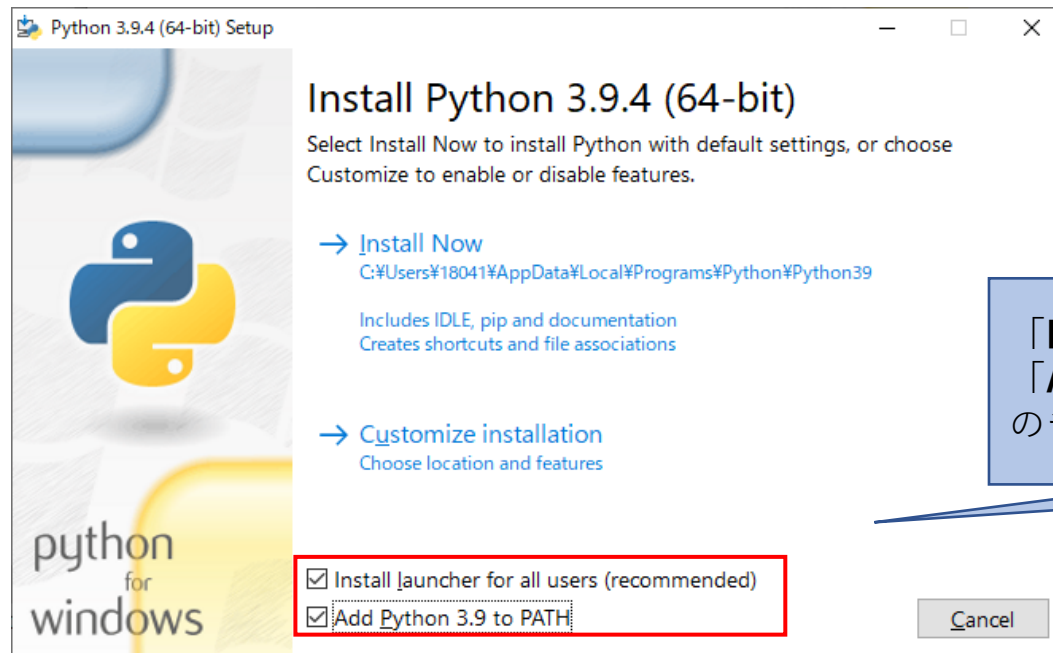 Python 3.9.4 (64-bit) Setup
Install Python 3.9.4 (64-bit)
Select Install Now to install Python with default settings, or choose
Customize to enable or disable features.
Install Now
C:¥Users¥18041¥AppData¥Local¥Programs¥Python¥Python39
Includes IDLE, pip and documentation
Creates shortcuts and file associations
Customize installation
Choose location and features
「
「A
の
python
for
windows
Install launcher for all users (recommended)
Add Python 3.9 to PATH
Cancel